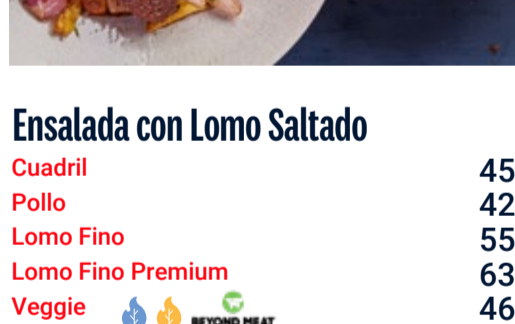 Ensalada con Lomo Saltado
Cuadril 45
Pollo 42
Lomo Fino 55
Lomo Fino Premium 63
Veggie BEYOND MEAT 46